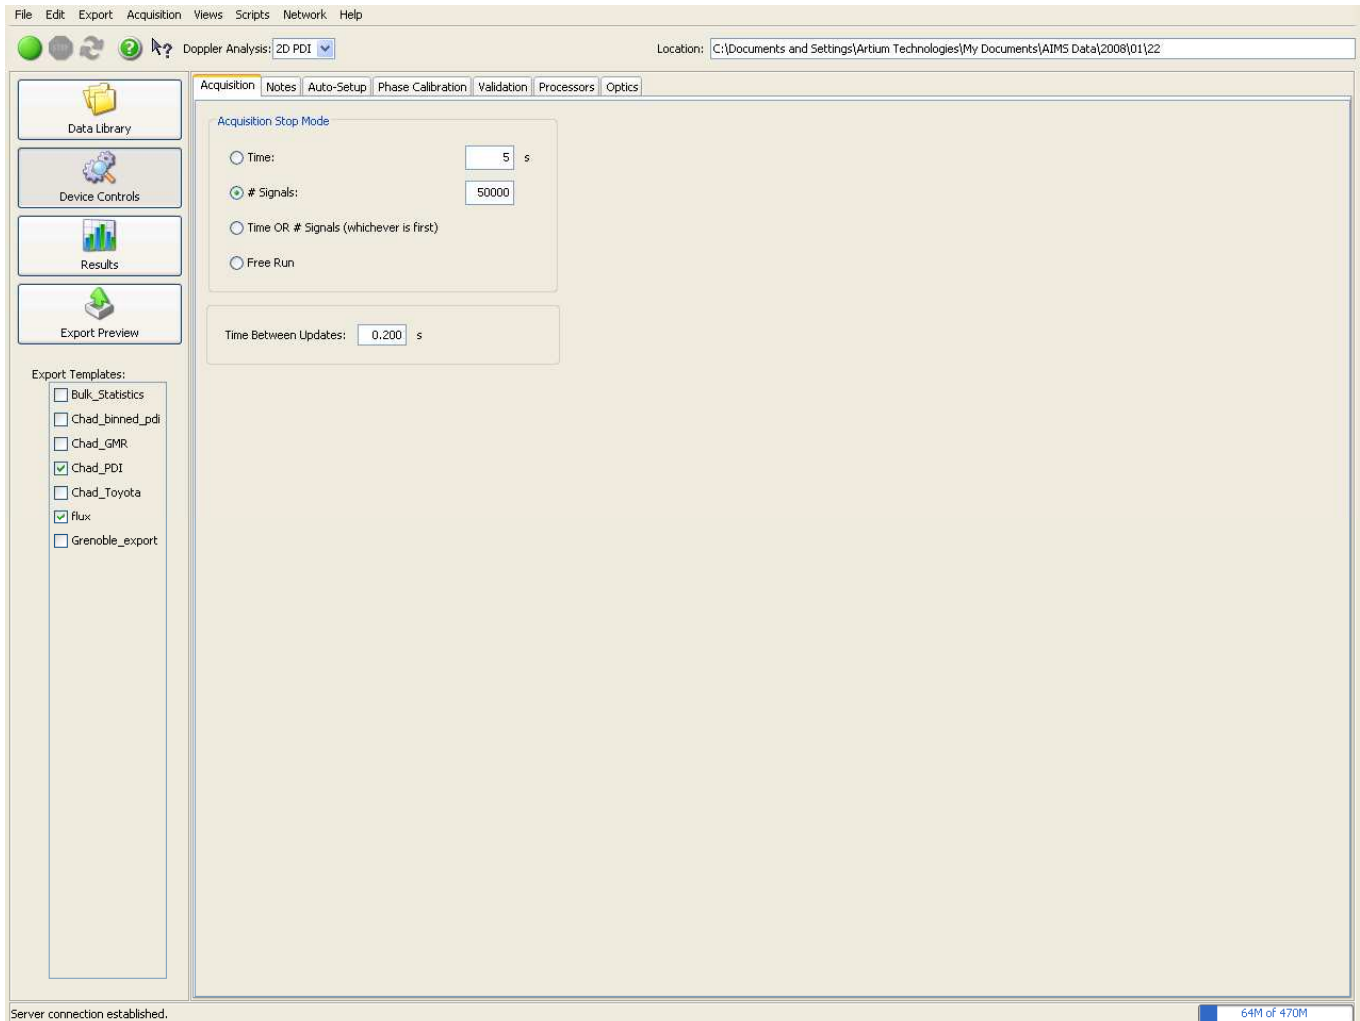 File Edit Export Acquisition Views Scripts Network Help
STOP ? ? Doppler Analysis: 2D PDI Location: C:\Documents and Settings\Artium Technologies\My Documents\AIMS Data\2008\01\22
Acquisition Notes Auto-Setup Phase Calibration Validation Processors Optics
Data Library
Device Controls
Results
Export Preview
Export Templates:
Bulk_Statistics
Chad_binned_pdi
Chad_GMR
Chad_PDI
Chad_Toyota
flux
Grenoble_export
Acquisition Stop Mode
Time: 5 s
# Signals: 50000
Time OR # Signals (whichever is first)
Free Run
Time Between Updates: 0.200 s
Server connection established. 64M of 470M